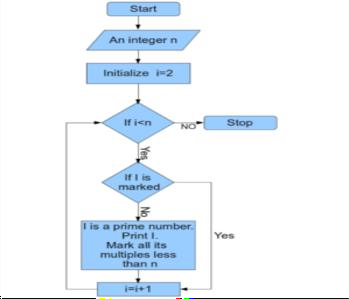 Start
An integer n
Initialize i=2
If i<n
NO
Stop
Yes
If I is
marked
No
Yes
I is a prime number.
Print I.
Mark all its
multiples less
than n
i=i+1